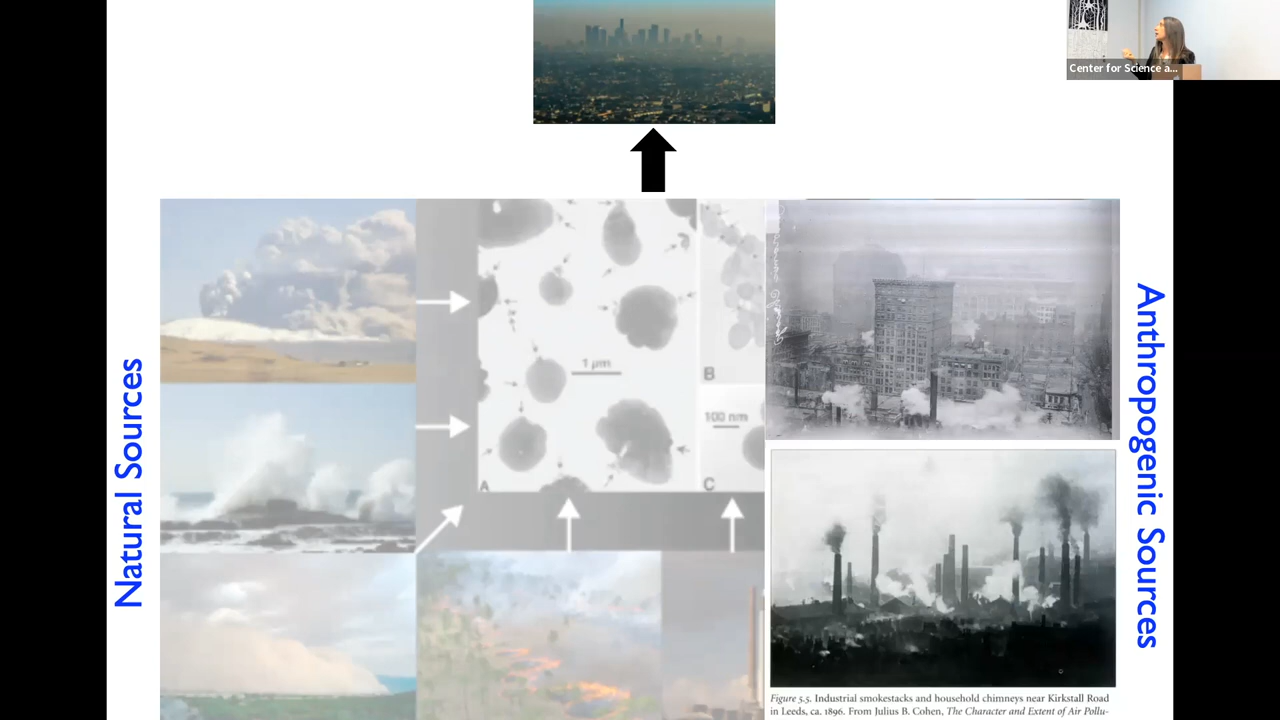 Center for Science a...
Natural Sources
1 μm
A
B
100 nm
C
Anthropogenic Sources
Figure 5.5. Industrial smokestacks and household chimneys near Kirkstall Road
in Leeds, ca. 1896. From Julius B. Cohen, The Character and Extent of Air Pollu-